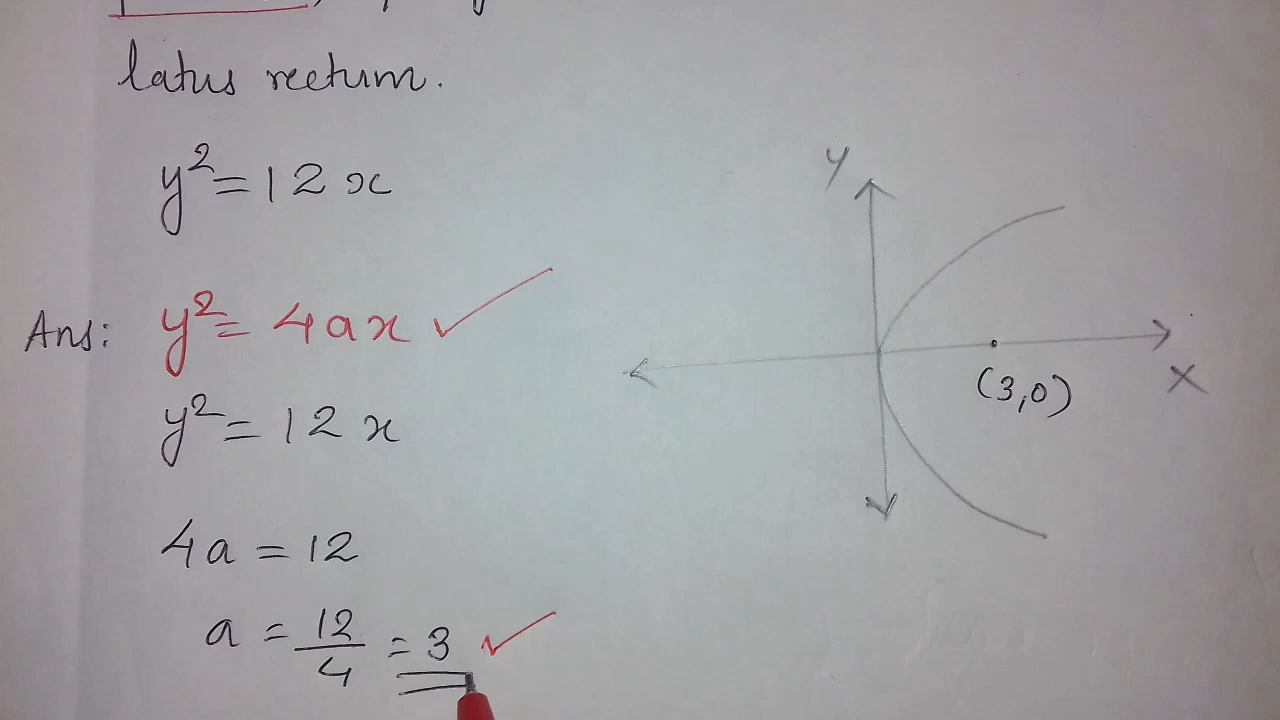 latus rectum.
y² = 12x
Ans: y² = 4ax ✓
y² = 12x
4a = 12
a = 12/4 = 3 ✓
Y
(3,0)
X